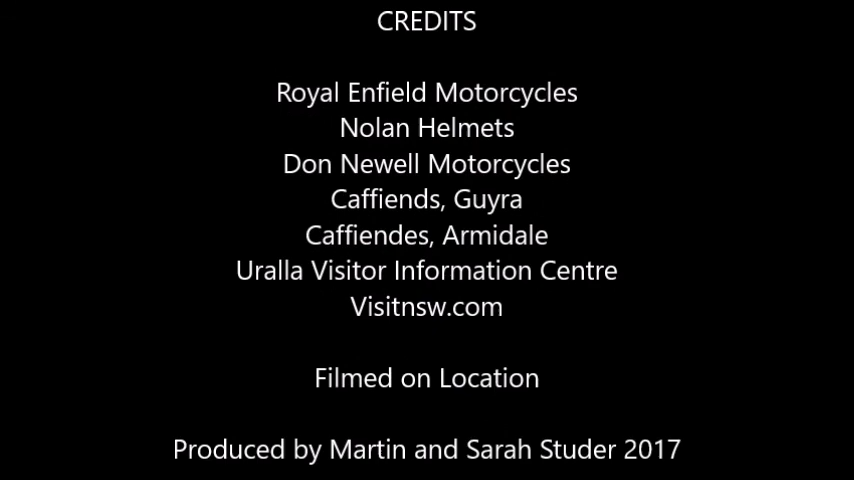 CREDITS
Royal Enfield Motorcycles
Nolan Helmets
Don Newell Motorcycles
Caffiends, Guyra
Caffiendes, Armidale
Uralla Visitor Information Centre
Visitnsw.com
Filmed on Location
Produced by Martin and Sarah Studer 2017